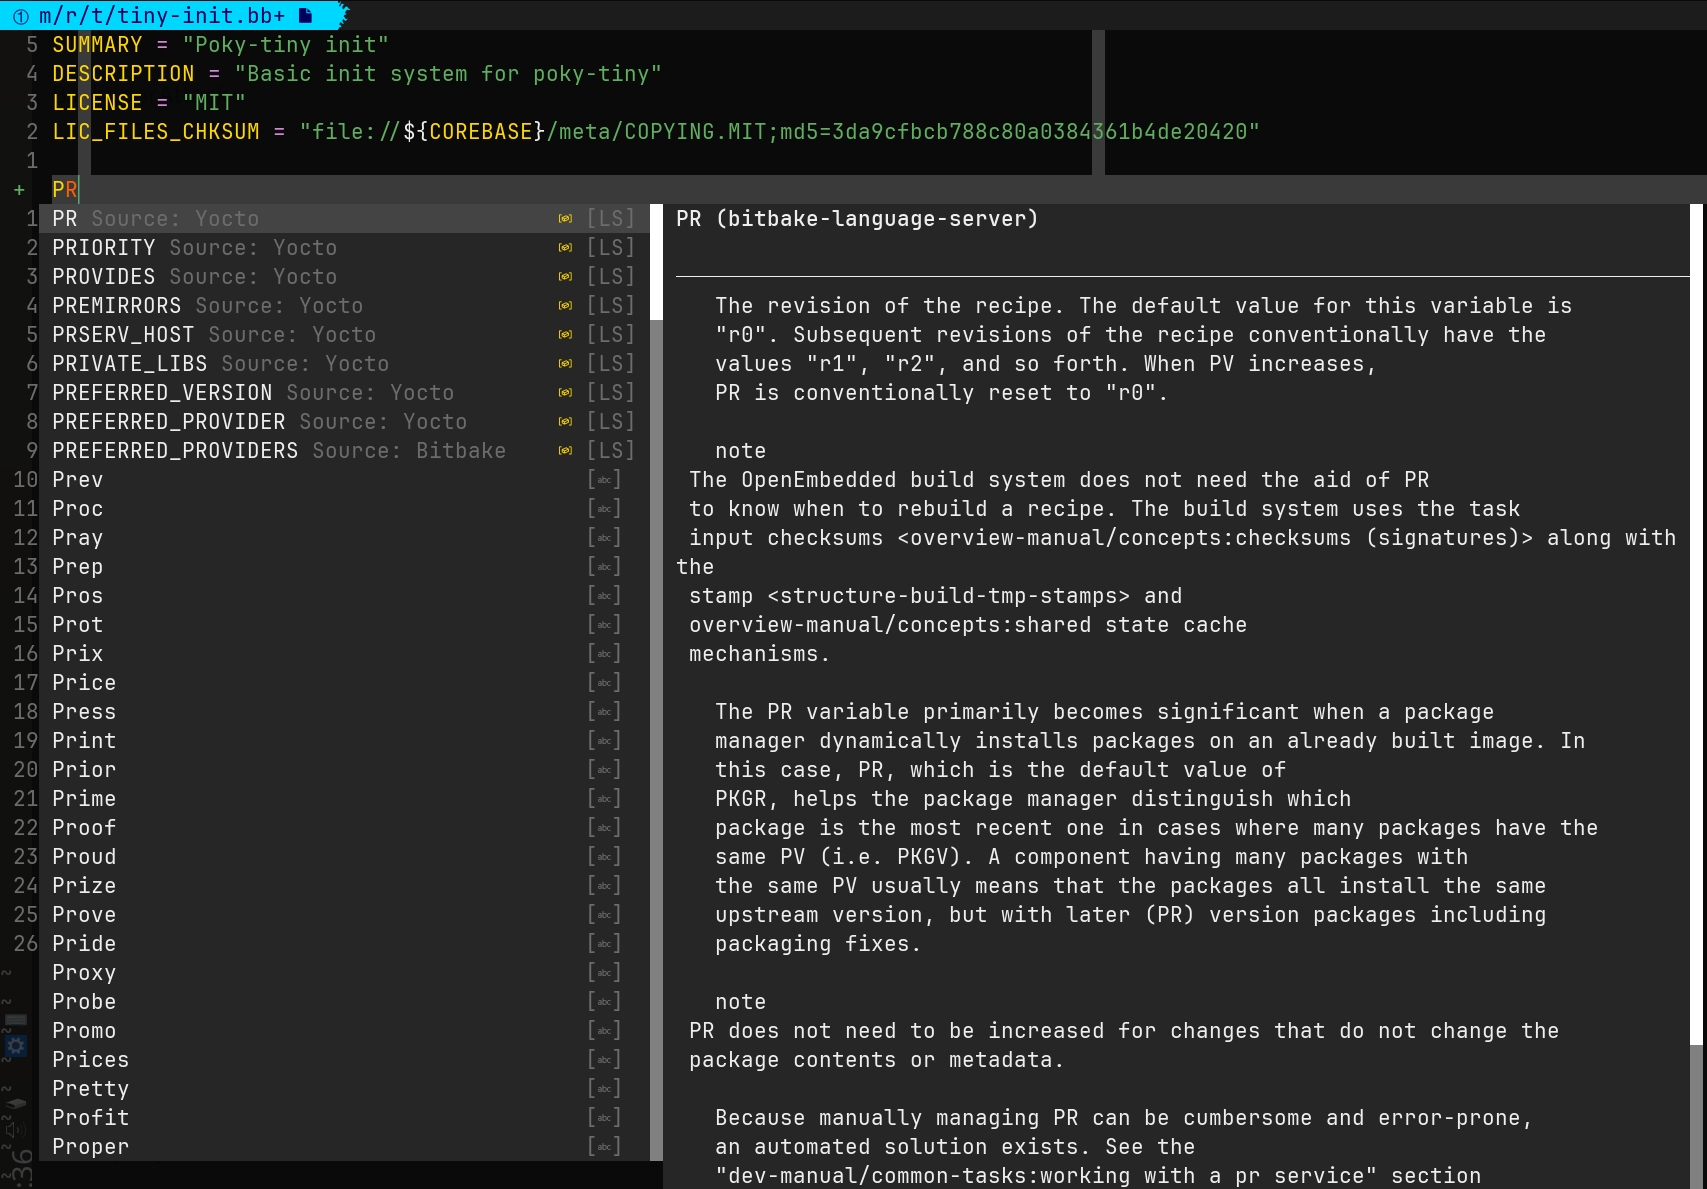 ① m/r/t/tiny-init.bb+
5 SUMMARY = "Poky-tiny init"
4 DESCRIPTION = "Basic init system for poky-tiny"
3 LICENSE = "MIT"
2 LIC_FILES_CHKSUM = "file://${COREBASE}/meta/COPYING.MIT;md5=3da9cfbcb788c80a0384361b4de20420"
1
+ PR
1 PR Source: Yocto [LS]
2 PRIORITY Source: Yocto [LS]
3 PROVIDES Source: Yocto [LS]
4 PREMIRRORS Source: Yocto [LS]
5 PRSERV_HOST Source: Yocto [LS]
6 PRIVATE_LIBS Source: Yocto [LS]
7 PREFERRED_VERSION Source: Yocto [LS]
8 PREFERRED_PROVIDER Source: Yocto [LS]
9 PREFERRED_PROVIDERS Source: Bitbake [LS]
10 Prev [abc]
11 Proc [abc]
12 Pray [abc]
13 Prep [abc]
14 Pros [abc]
15 Prot [abc]
16 Prix [abc]
17 Price [abc]
18 Press [abc]
19 Print [abc]
20 Prior [abc]
21 Prime [abc]
22 Proof [abc]
23 Proud [abc]
24 Prize [abc]
25 Prove [abc]
26 Pride [abc]
~ Proxy [abc]
~ Probe [abc]
~ Promo [abc]
~ Prices [abc]
~ Pretty [abc]
~ Profit [abc]
~ Proper [abc]
:36
PR (bitbake-language-server)
The revision of the recipe. The default value for this variable is
"r0". Subsequent revisions of the recipe conventionally have the
values "r1", "r2", and so forth. When PV increases,
PR is conventionally reset to "r0".
note
The OpenEmbedded build system does not need the aid of PR
to know when to rebuild a recipe. The build system uses the task
input checksums <overview-manual/concepts:checksums (signatures)> along with
the
stamp <structure-build-tmp-stamps> and
overview-manual/concepts:shared state cache
mechanisms.
The PR variable primarily becomes significant when a package
manager dynamically installs packages on an already built image. In
this case, PR, which is the default value of
PKGR, helps the package manager distinguish which
package is the most recent one in cases where many packages have the
same PV (i.e. PKGV). A component having many packages with
the same PV usually means that the packages all install the same
upstream version, but with later (PR) version packages including
packaging fixes.
note
PR does not need to be increased for changes that do not change the
package contents or metadata.
Because manually managing PR can be cumbersome and error-prone,
an automated solution exists. See the
"dev-manual/common-tasks:working with a pr service" section